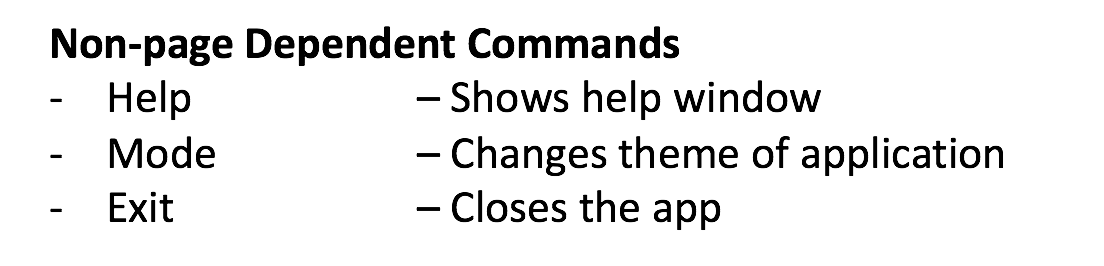 Non-page Dependent Commands
- Help – Shows help window
- Mode – Changes theme of application
- Exit – Closes the app